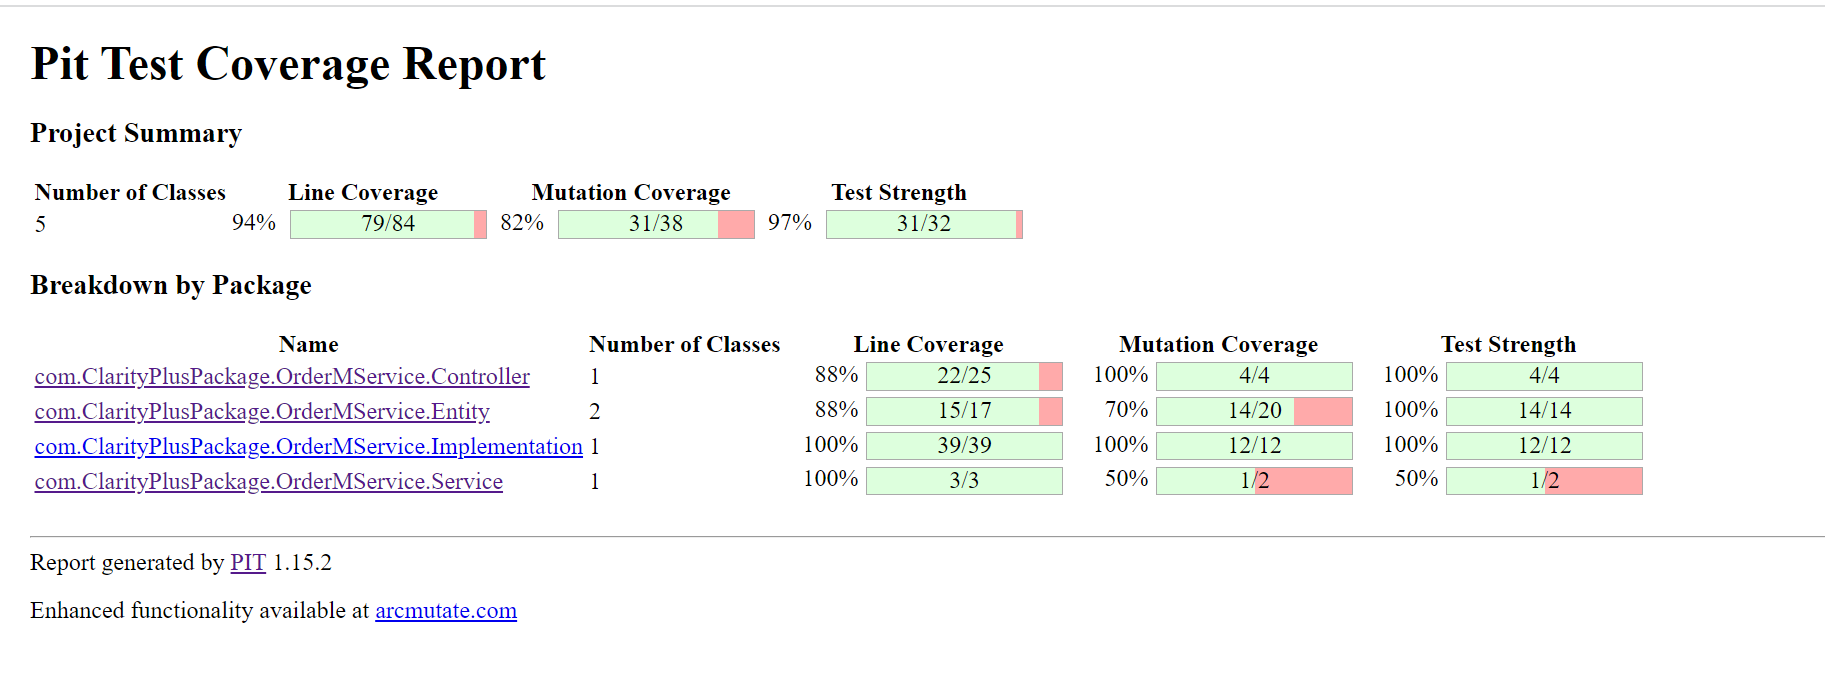 Pit Test Coverage Report
Project Summary
Number of Classes Line Coverage Mutation Coverage Test Strength
5 94% 79/84 82% 31/38 97% 31/32
Breakdown by Package
Name Number of Classes Line Coverage Mutation Coverage Test Strength
com.ClarityPlusPackage.OrderMService.Controller 1 88% 22/25 100% 4/4 100% 4/4
com.ClarityPlusPackage.OrderMService.Entity 2 88% 15/17 70% 14/20 100% 14/14
com.ClarityPlusPackage.OrderMService.Implementation 1 100% 39/39 100% 12/12 100% 12/12
com.ClarityPlusPackage.OrderMService.Service 1 100% 3/3 50% 1/2 50% 1/2
Report generated by PIT 1.15.2
Enhanced functionality available at arcmutate.com